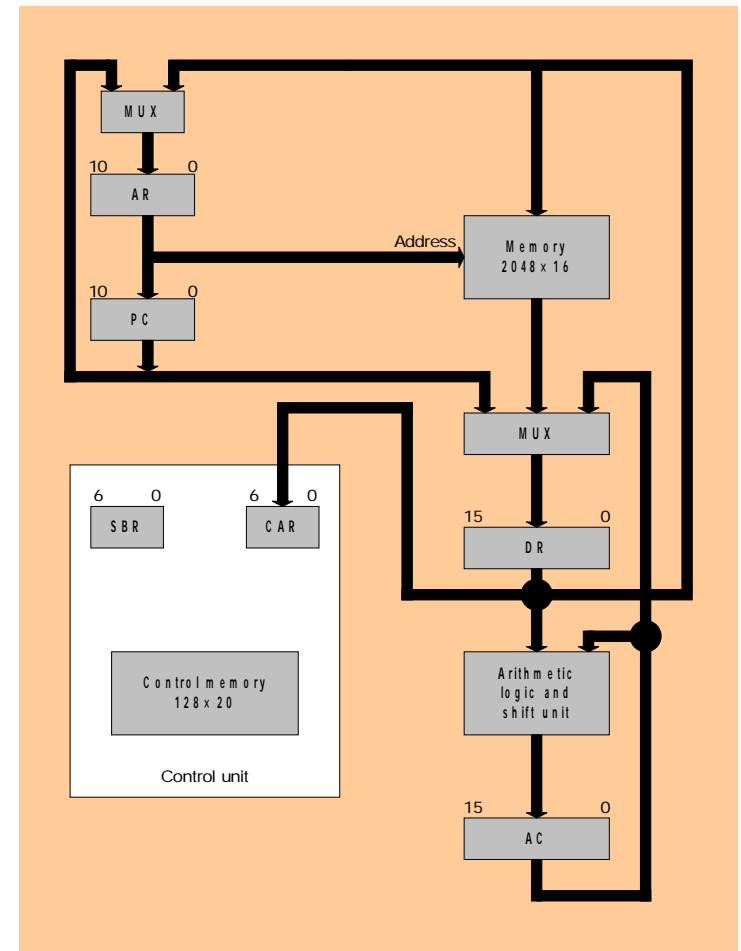 MUX
10 0
AR
Address
Memory
2048 x 16
10 0
PC
MUX
6 0
SBR
6 0
CAR
15 0
DR
Control memory
128 x 20
Arithmetic
logic and
shift unit
Control unit
15 0
AC